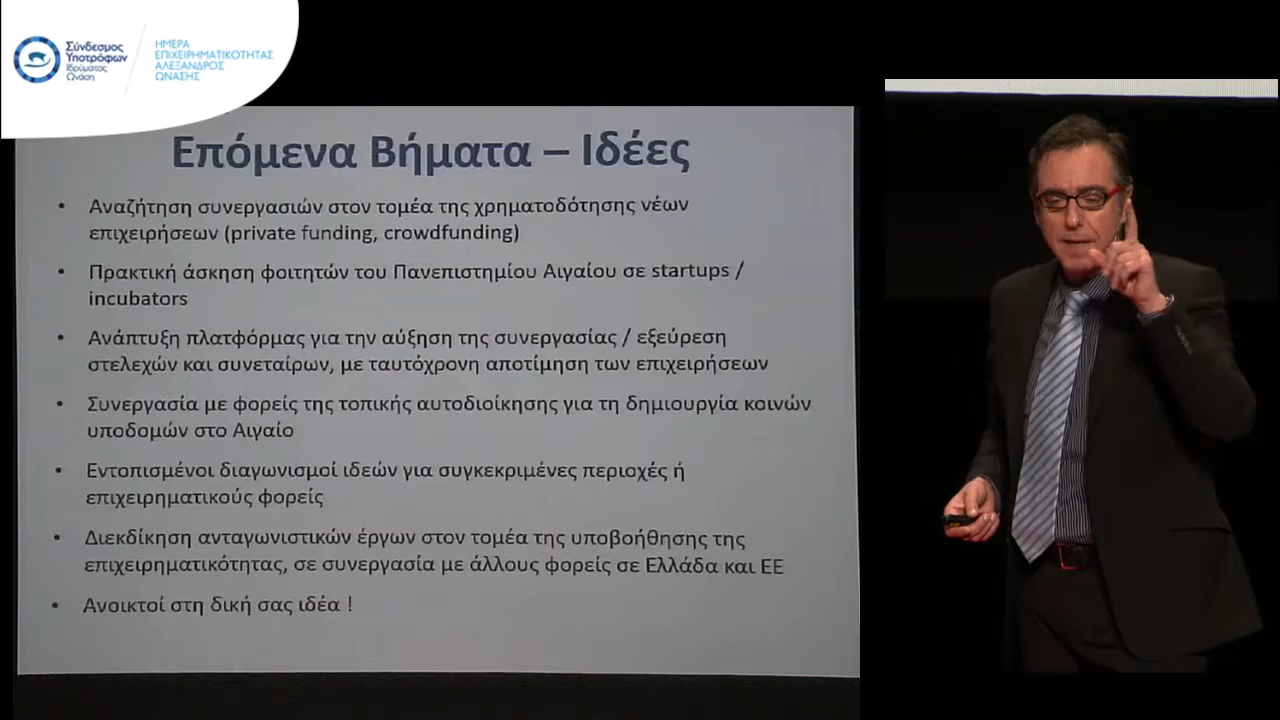 Σύνδεσμος
Υποτρόφων
Ιδρύματος
Ωνάση
ΗΜΕΡΑ
ΕΠΙΧΕΙΡΗΜΑΤΙΚΟΤΗΤΑΣ
ΑΛΕΞΑΝΔΡΟΣ
ΩΝΑΣΗΣ
Επόμενα Βήματα – Ιδέες
• Αναζήτηση συνεργασιών στον τομέα της χρηματοδότησης νέων
επιχειρήσεων (private funding, crowdfunding)
• Πρακτική άσκηση φοιτητών του Πανεπιστημίου Αιγαίου σε startups /
incubators
• Ανάπτυξη πλατφόρμας για την αύξηση της συνεργασίας / εξεύρεση
στελεχών και συνεταίρων, με ταυτόχρονη αποτίμηση των επιχειρήσεων
• Συνεργασία με φορείς της τοπικής αυτοδιοίκησης για τη δημιουργία κοινών
υποδομών στο Αιγαίο
• Εντοπισμένοι διαγωνισμοί ιδεών για συγκεκριμένες περιοχές ή
επιχειρηματικούς φορείς
• Διεκδίκηση ανταγωνιστικών έργων στον τομέα της υποβοήθησης της
επιχειρηματικότητας, σε συνεργασία με άλλους φορείς σε Ελλάδα και ΕΕ
• Ανοικτοί στη δική σας ιδέα !